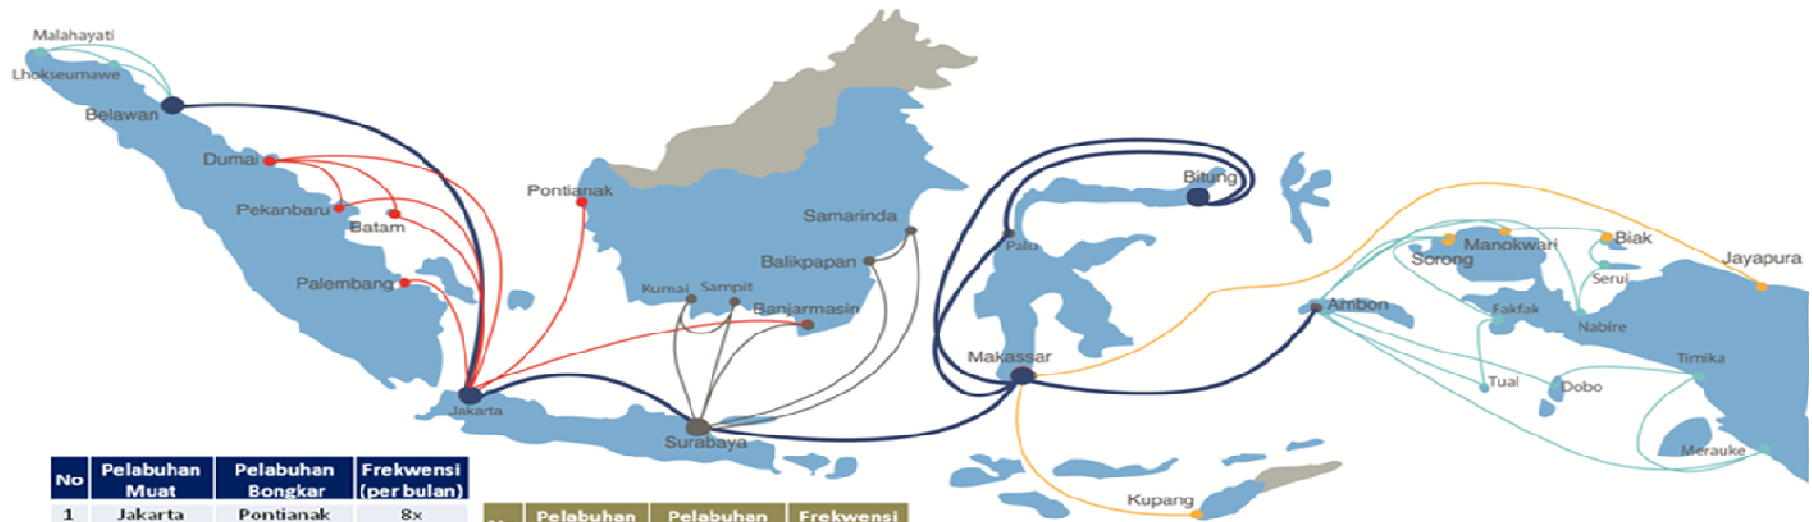 Malahayati
Lhokseumawe
Belawan
Dumai
Pekanbaru
Batam
Palembang
Pontianak
Samarinda
Balikpapan
Kumai
Sampit
Banjarmasin
Jakarta
Surabaya
Bitung
Palu
Makassar
Kupang
Ambon
Sorong
Manokwari
Biak
Serui
Jayapura
Fakfak
Nabire
Timika
Tual
Dobo
Merauke
No Pelabuhan Muat Pelabuhan Bongkar Frekwensi (per bulan)
1 Jakarta Pontianak 8x
Pelabuhan Pelabuhan Frekwensi